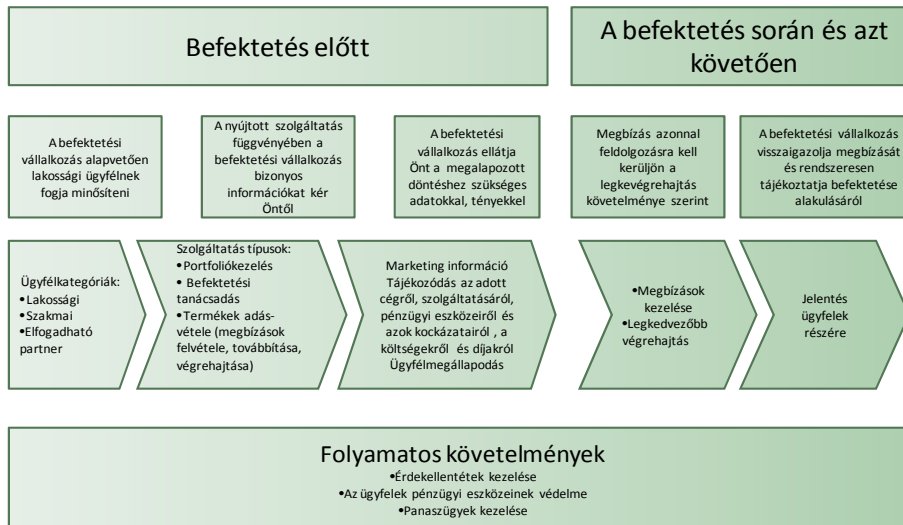 Befektetés előtt
A befektetés során és azt
követően
A befektetési
vállalkozás alapvetően
lakossági ügyfélnek
fogja minősíteni
A nyújtott szolgáltatás
függvényében a
befektetési vállalkozás
bizonyos
információkat kér
Öntől
A befektetési
vállalkozás ellátja
Önt a megalapozott
döntéshez szükséges
adatokkal, tényekkel
Megbízás azonnal
feldolgozásra kell
kerüljön a
legkevégrehajtás
követelménye szerint
A befektetési vállalkozás
visszaigazolja megbízását
és rendszeresen
tájékoztatja befektetése
alakulásáról
Ügyfélkategóriák:
•Lakossági
•Szakmai
•Elfogadható
partner
Szolgáltatás típusok:
•Portfoliókezelés
• Befektetési
tanácsadás
•Termékek adás-
vétele (megbízások
felvétele, továbbítása,
végrehajtása)
Marketing információ
Tájékozódás az adott
cégről, szolgáltatásáról,
pénzügyi eszközeiről és
azok kockázatairól , a
költségekről és díjakról
Ügyfélmegállapodás
•Megbízások
kezelése
•Legkedvezőbb
végrehajtás
Jelentés
ügyfelek
részére
Folyamatos követelmények
•Érdekellentétek kezelése
•Az ügyfelek pénzügyi eszközeinek védelme
•Panaszügyek kezelése